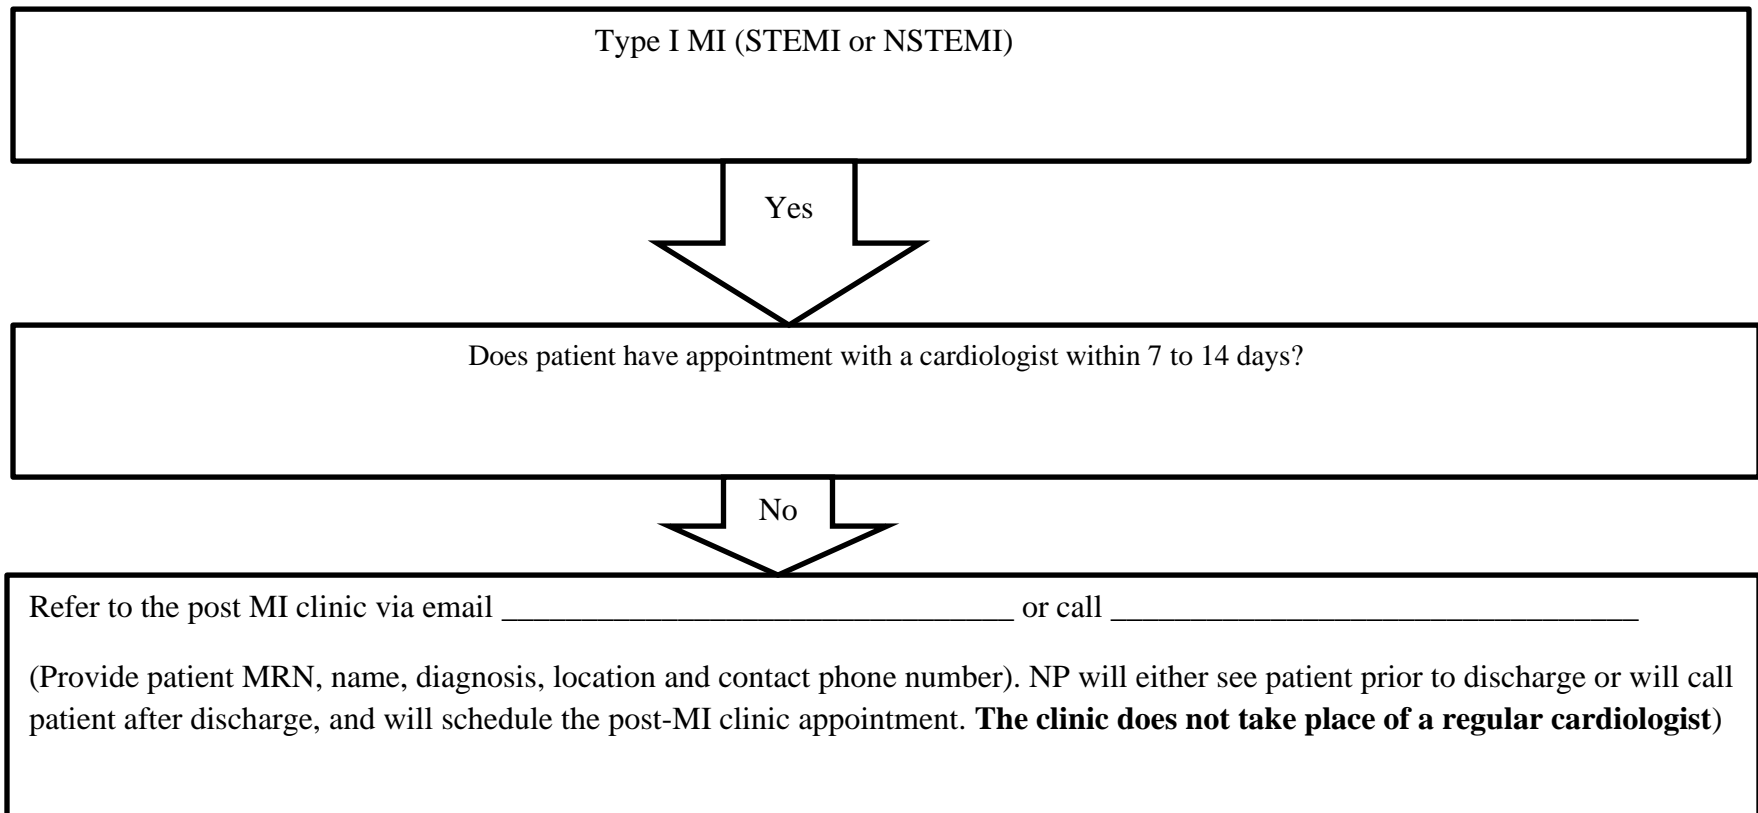 Type I MI (STEMI or NSTEMI)
Yes
Does patient have appointment with a cardiologist within 7 to 14 days?
No
Refer to the post MI clinic via email ________________________________ or call _________________________________
(Provide patient MRN, name, diagnosis, location and contact phone number). NP will either see patient prior to discharge or will call
patient after discharge, and will schedule the post-MI clinic appointment. The clinic does not take place of a regular cardiologist)